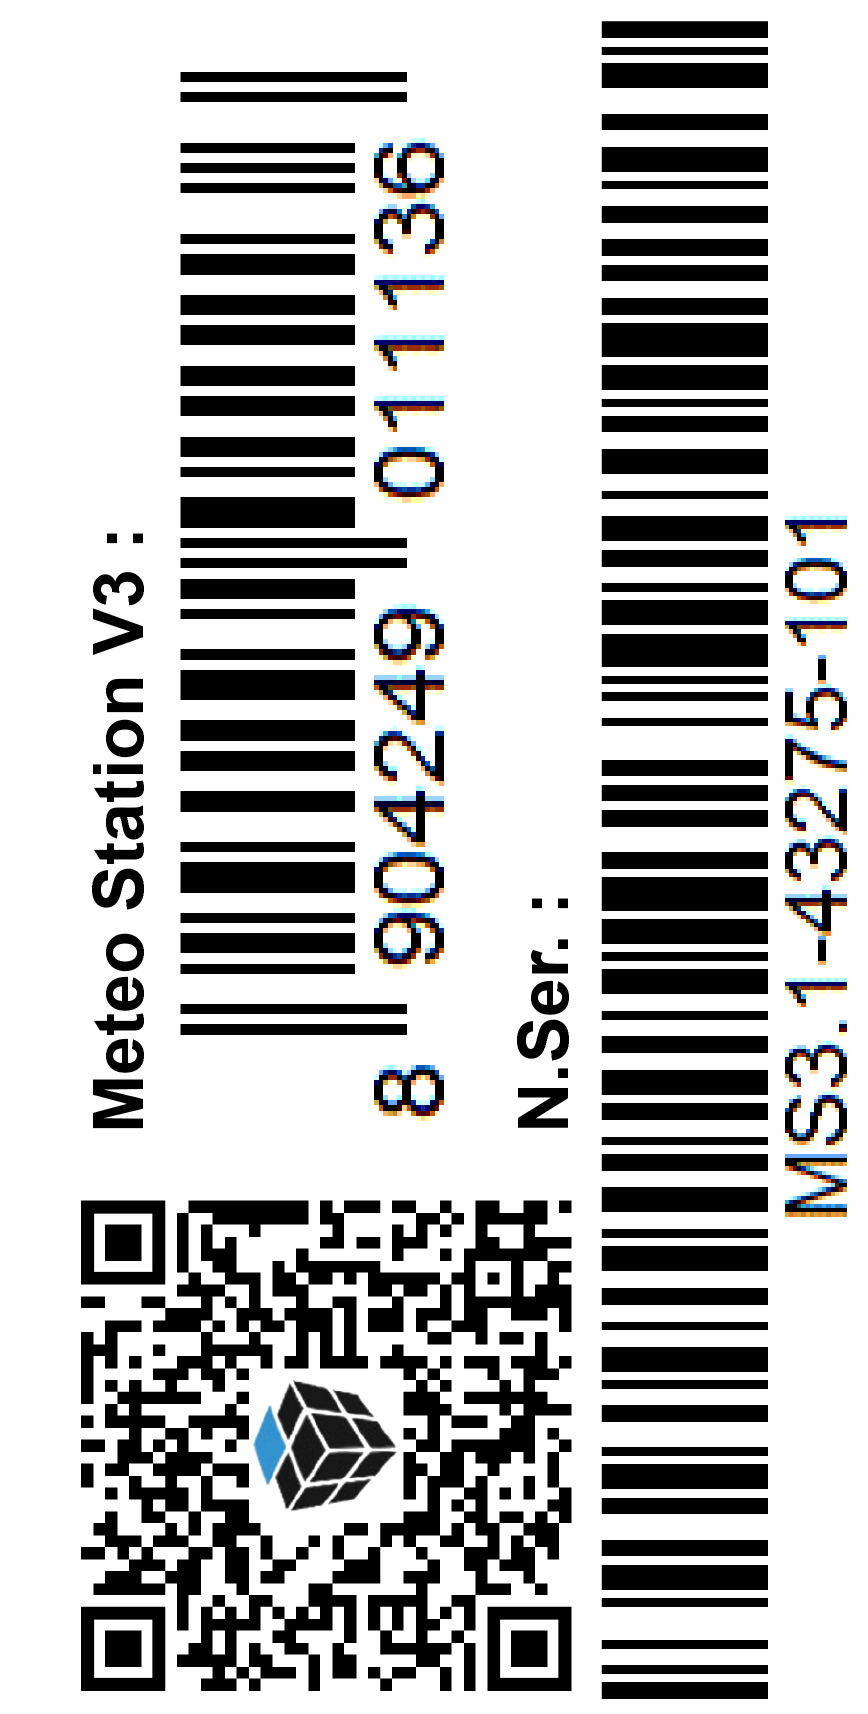 Meteo Station V3 :
8 904249 011136
N.Ser. :
MS3.1-43275-101